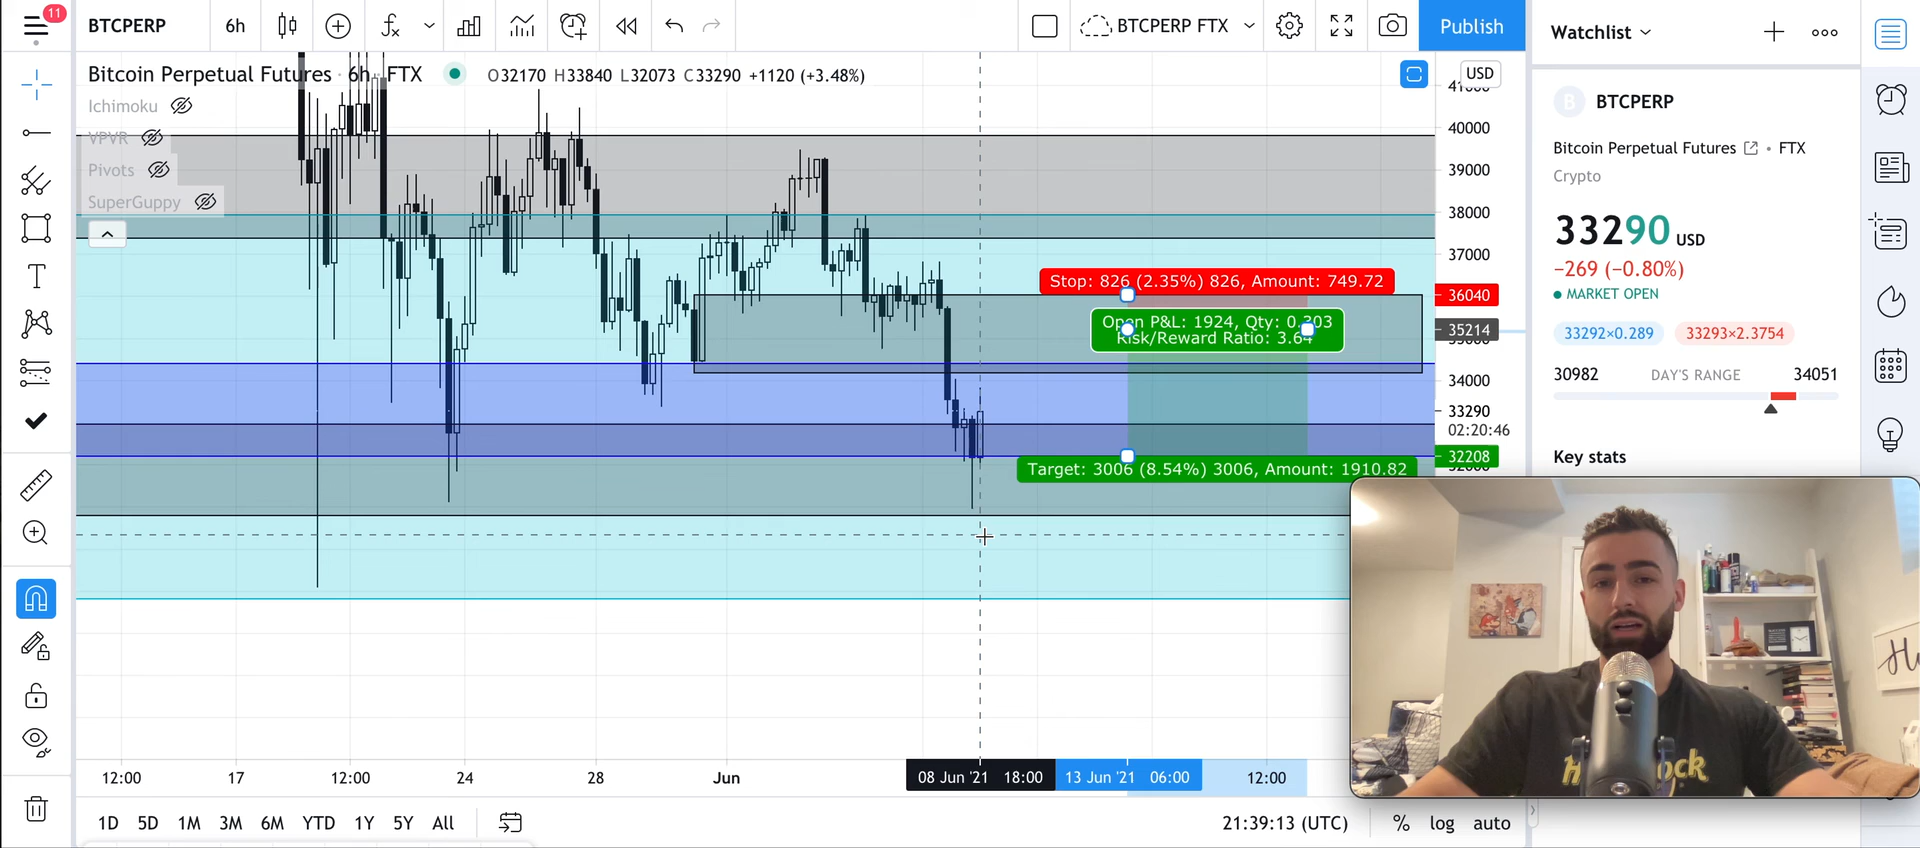 11
BTCPERP
6h
BTCPERP FTX
Publish
Watchlist
Bitcoin Perpetual Futures · 6h · FTX
O32170 H33840 L32073 C33290 +1120 (+3.48%)
USD
Ichimoku
VPVR
Pivots
SuperGuppy
40000
39000
38000
37000
36040
35214
34000
33290
02:20:46
32208
Stop: 826 (2.35%) 826, Amount: 749.72
Open P&L: 1924, Qty: 0.303
Risk/Reward Ratio: 3.64
Target: 3006 (8.54%) 3006, Amount: 1910.82
B
BTCPERP
Bitcoin Perpetual Futures • FTX
Crypto
33290 USD
−269 (−0.80%)
MARKET OPEN
33292×0.289
33293×2.3754
30982
DAY'S RANGE
34051
Key stats
12:00
17
12:00
24
28
Jun
08 Jun '21 18:00
13 Jun '21 06:00
12:00
1D 5D 1M 3M 6M YTD 1Y 5Y All
21:39:13 (UTC)
%
log
auto